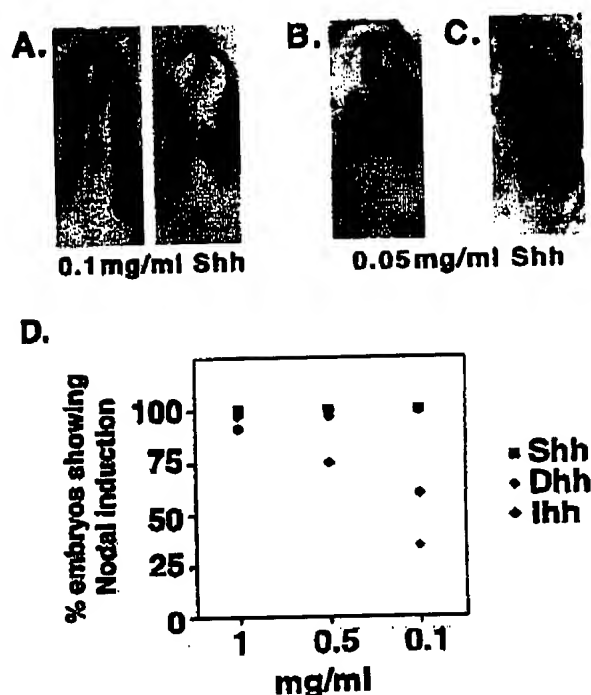 A.
B.
C.
0.1mg/ml Shh
0.05mg/ml Shh
D.
% embryos showing
Nodal induction
100
75
50
25
0
1
0.5
0.1
mg/ml
Shh
Dhh
Ihh